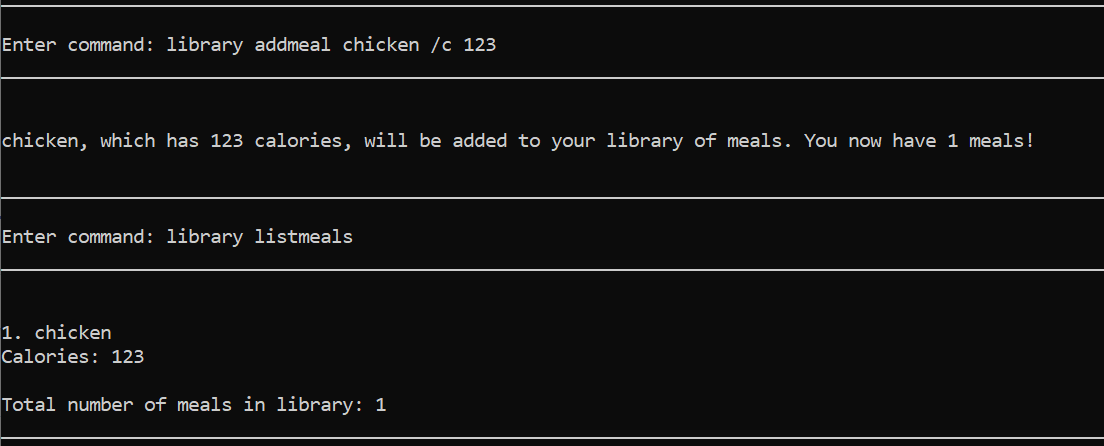 Enter command: library addmeal chicken /c 123
chicken, which has 123 calories, will be added to your library of meals. You now have 1 meals!
Enter command: library listmeals
1. chicken
Calories: 123
Total number of meals in library: 1